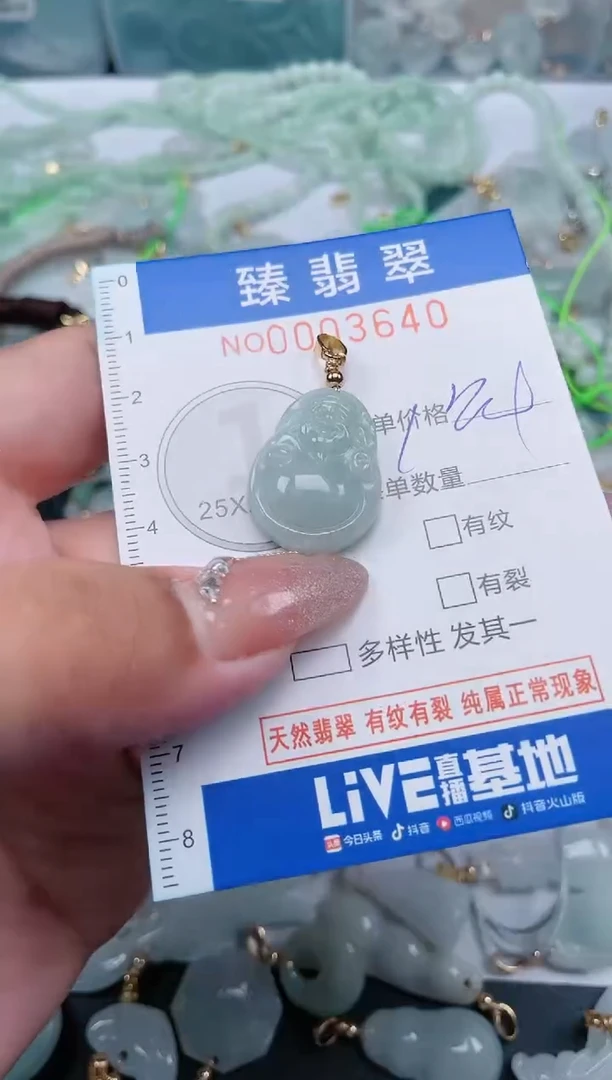 臻翡翠
NO0003640
0
1
2
单价格
3
25X
单数量
4
有纹
有裂
多样性 发其一
天然翡翠 有纹有裂 纯属正常现象
7
LiVE直播基地
8
头条 今日头条 抖音 西瓜视频 抖音火山版